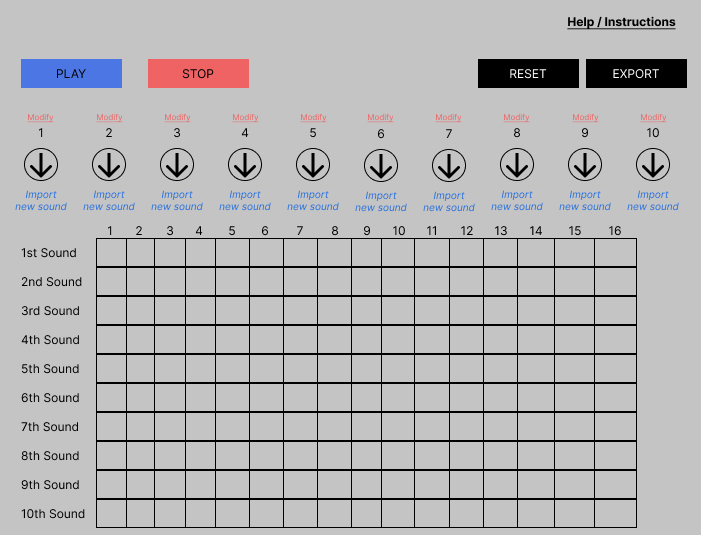 Help / Instructions
PLAY STOP RESET EXPORT
Modify Modify Modify Modify Modify Modify Modify Modify Modify Modify
1 2 3 4 5 6 7 8 9 10
Import Import Import Import Import Import Import Import Import Import
new sound new sound new sound new sound new sound new sound new sound new sound new sound new sound
1 2 3 4 5 6 7 8 9 10 11 12 13 14 15 16
1st Sound
2nd Sound
3rd Sound
4th Sound
5th Sound
6th Sound
7th Sound
8th Sound
9th Sound
10th Sound